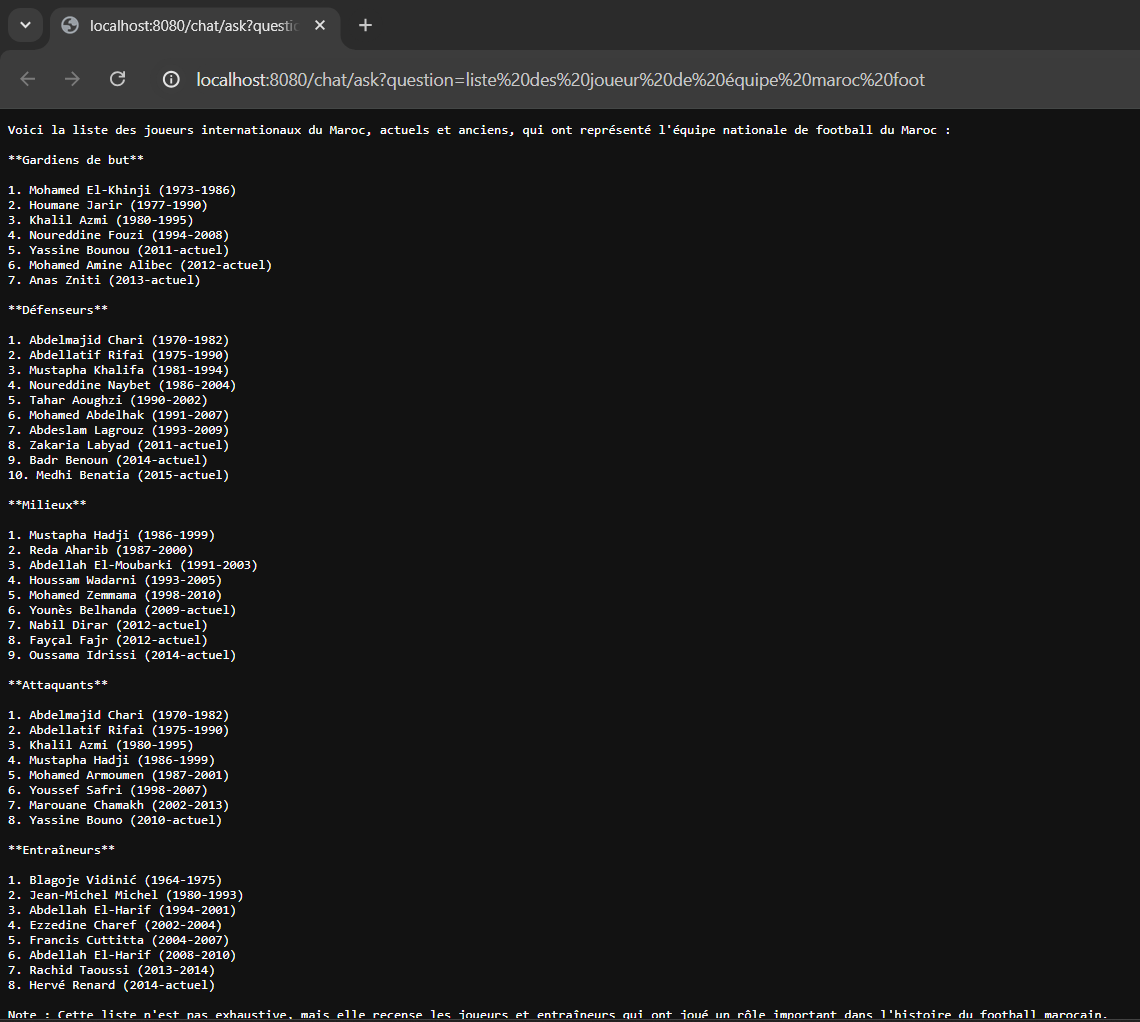 localhost:8080/chat/ask?questio
localhost:8080/chat/ask?question=liste%20des%20joueur%20de%20équipe%20maroc%20foot
Voici la liste des joueurs internationaux du Maroc, actuels et anciens, qui ont représenté l'équipe nationale de football du Maroc :
**Gardiens de but**
1. Mohamed El-Khinji (1973-1986)
2. Houmane Jarir (1977-1990)
3. Khalil Azmi (1980-1995)
4. Noureddine Fouzi (1994-2008)
5. Yassine Bounou (2011-actuel)
6. Mohamed Amine Alibec (2012-actuel)
7. Anas Zniti (2013-actuel)
**Défenseurs**
1. Abdelmajid Chari (1970-1982)
2. Abdellatif Rifai (1975-1990)
3. Mustapha Khalifa (1981-1994)
4. Noureddine Naybet (1986-2004)
5. Tahar Aoughzi (1990-2002)
6. Mohamed Abdelhak (1991-2007)
7. Abdeslam Lagrouz (1993-2009)
8. Zakaria Labyad (2011-actuel)
9. Badr Benoun (2014-actuel)
10. Medhi Benatia (2015-actuel)
**Milieux**
1. Mustapha Hadji (1986-1999)
2. Reda Aharib (1987-2000)
3. Abdellah El-Moubarki (1991-2003)
4. Houssam Wadarni (1993-2005)
5. Mohamed Zemmama (1998-2010)
6. Younès Belhanda (2009-actuel)
7. Nabil Dirar (2012-actuel)
8. Fayçal Fajr (2012-actuel)
9. Oussama Idrissi (2014-actuel)
**Attaquants**
1. Abdelmajid Chari (1970-1982)
2. Abdellatif Rifai (1975-1990)
3. Khalil Azmi (1980-1995)
4. Mustapha Hadji (1986-1999)
5. Mohamed Armoumen (1987-2001)
6. Youssef Safri (1998-2007)
7. Marouane Chamakh (2002-2013)
8. Yassine Bouno (2010-actuel)
**Entraîneurs**
1. Blagoje Vidinić (1964-1975)
2. Jean-Michel Michel (1980-1993)
3. Abdellah El-Harif (1994-2001)
4. Ezzedine Charef (2002-2004)
5. Francis Cuttitta (2004-2007)
6. Abdellah El-Harif (2008-2010)
7. Rachid Taoussi (2013-2014)
8. Hervé Renard (2014-actuel)
Note : Cette liste n'est pas exhaustive, mais elle recense les joueurs et entraîneurs qui ont joué un rôle important dans l'histoire du football marocain.